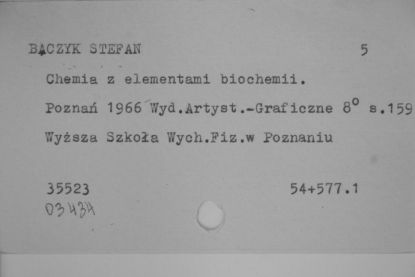 BĄCZYK STEFAN 5
Chemia z elementami biochemii.
Poznań 1966 Wyd.Artyst.-Graficzne 8° s.159
Wyższa Szkoła Wych.Fiz.w Poznaniu
35523 54+577.1
03434